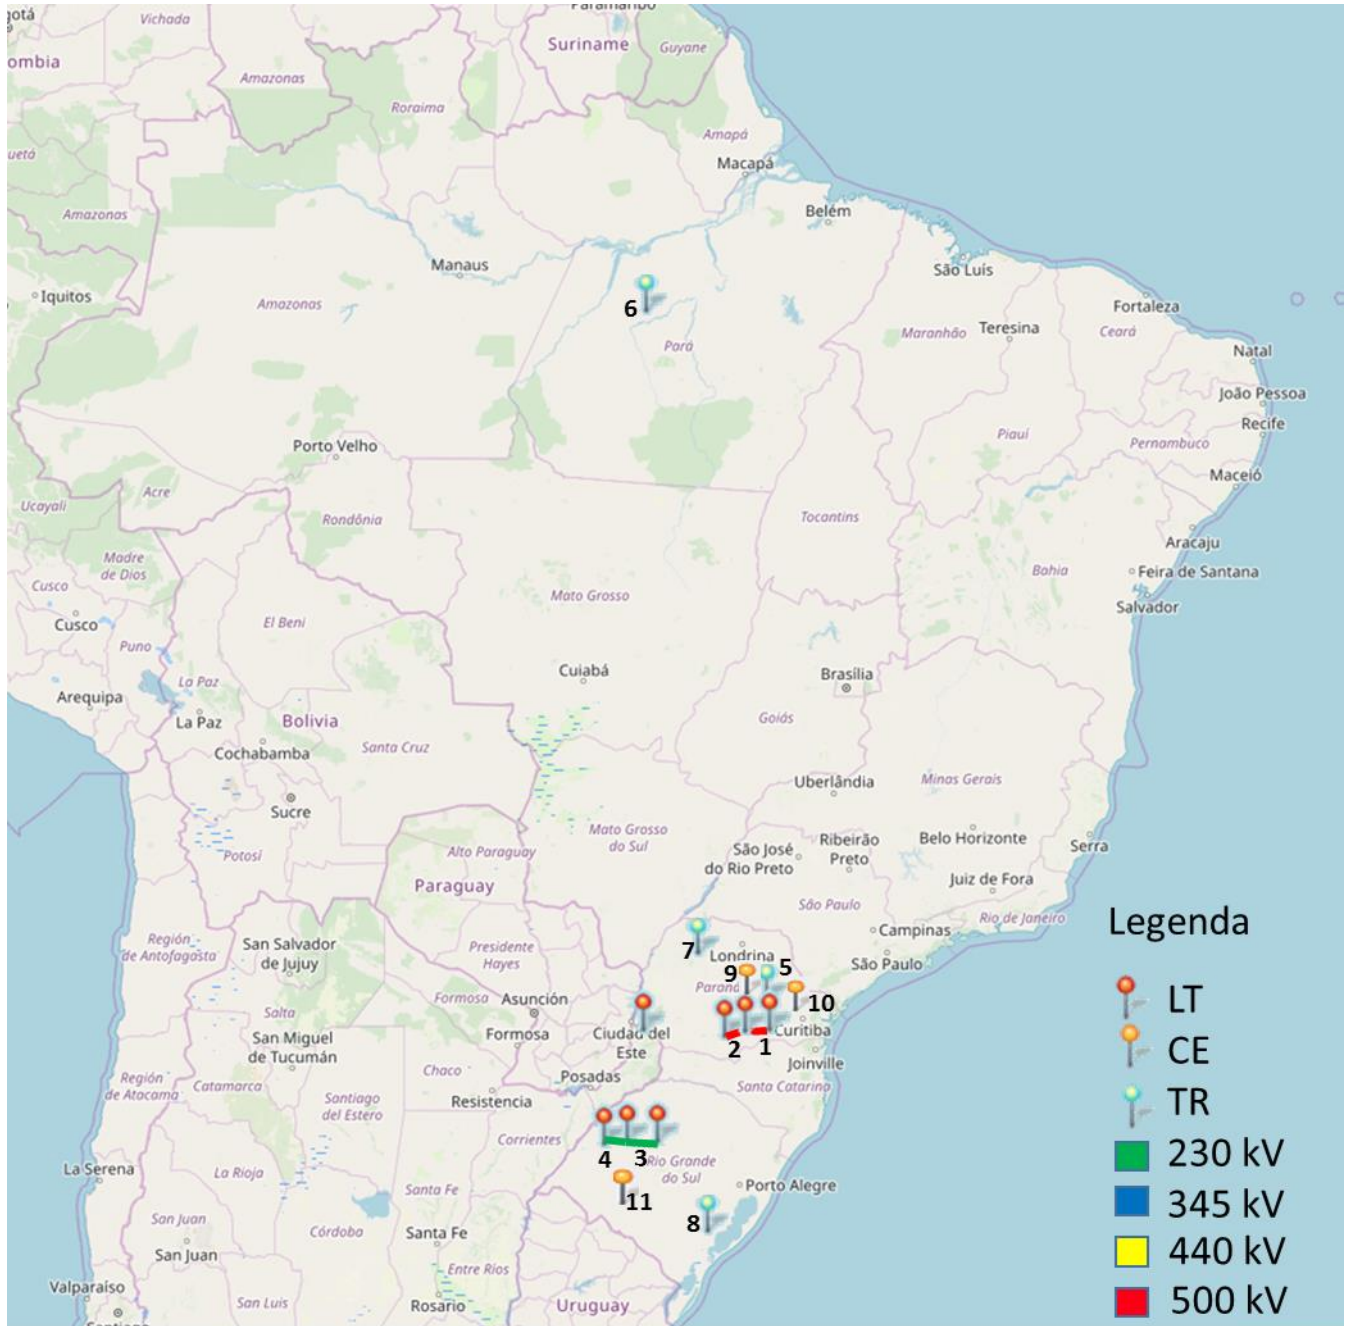 Paramaribo
gotá
Vichada
Suriname
Guyane
ombia
Amazonas
Roraima
Amapá
Macapá
uetá
Amazonas
Belém
Manaus
São Luís
Iquitos
Amazonas
6
Fortaleza
Maranhão
Teresina
Ceará
Pará
Natal
João Pessoa
Recife
Piauí
Pernambuco
Porto Velho
Maceió
Acre
Ucayali
Rondônia
Tocantins
Aracaju
Madre
de Dios
Bahia
Feira de Santana
Cusco
Mato Grosso
Salvador
Cusco
El Beni
Puno
Cuiabá
Brasília
La Paz
Arequipa
La Paz
Bolivia
Goiás
Cochabamba
Santa Cruz
Uberlândia
Minas Gerais
Sucre
Mato Grosso
do Sul
São José
do Rio Preto
Ribeirão
Preto
Belo Horizonte
Serra
Potosí
Alto Paraguay
Juiz de Fora
Paraguay
São Paulo
Rio de Janeiro
Legenda
Región
de Antofagasta
San Salvador
de Jujuy
Presidente
Hayes
7
Londrina
Campinas
9
5
São Paulo
Paraná
LT
Formosa
Asunción
10
Salta
Ciudad del
Este
Formosa
Curitiba
San Miguel
de Tucumán
2
1
CE
Joinville
Chaco
Posadas
Región
de Atacama
Catamarca
Santa Catarina
Santiago
del Estero
Resistencia
TR
Corrientes
4
3
Rio Grande
do Sul
230 kV
La Serena
La Rioja
Santa Fe
Porto Alegre
11
345 kV
San Juan
Córdoba
Santa Fe
8
San Juan
440 kV
Entre Ríos
Valparaíso
San Luis
Rosario
Uruguay
500 kV
Santiago